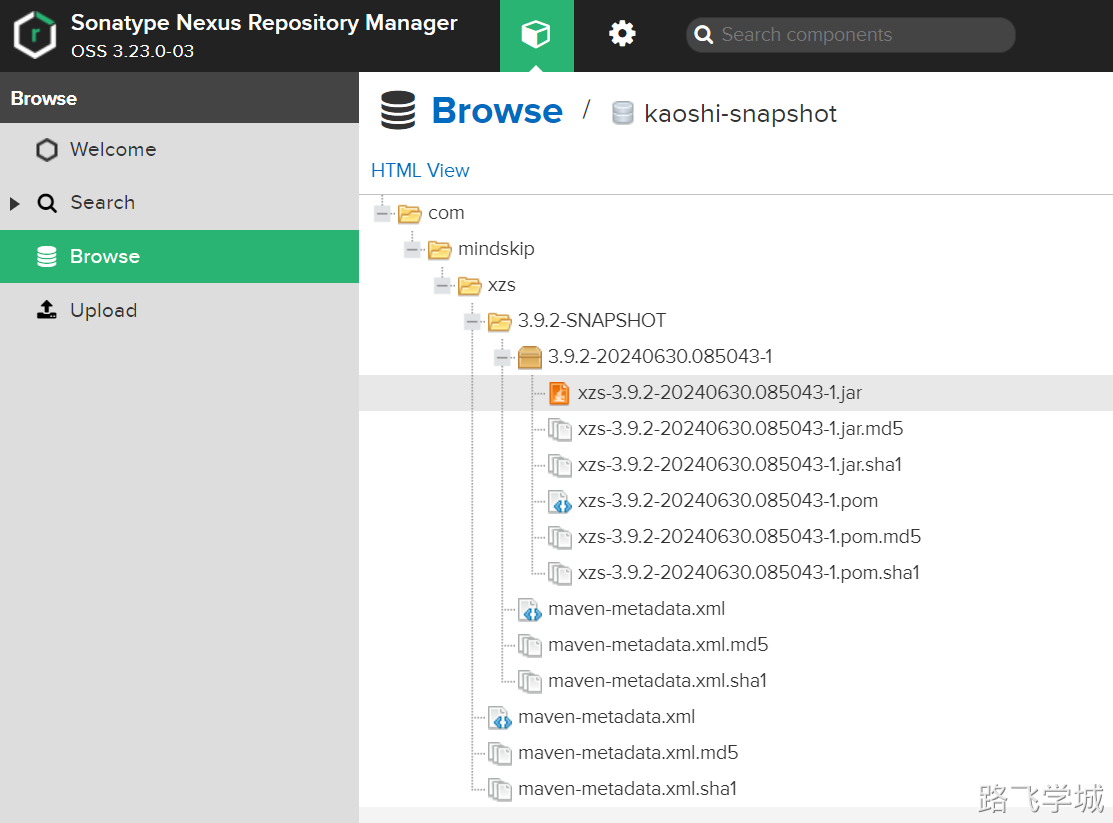 Sonatype Nexus Repository Manager
OSS 3.23.0-03
Search components
Browse
Welcome
Search
Browse
Upload
Browse / kaoshi-snapshot
HTML View
com
mindskip
xzs
3.9.2-SNAPSHOT
3.9.2-20240630.085043-1
xzs-3.9.2-20240630.085043-1.jar
xzs-3.9.2-20240630.085043-1.jar.md5
xzs-3.9.2-20240630.085043-1.jar.sha1
xzs-3.9.2-20240630.085043-1.pom
xzs-3.9.2-20240630.085043-1.pom.md5
xzs-3.9.2-20240630.085043-1.pom.sha1
maven-metadata.xml
maven-metadata.xml.md5
maven-metadata.xml.sha1
maven-metadata.xml
maven-metadata.xml.md5
maven-metadata.xml.sha1
路飞学城